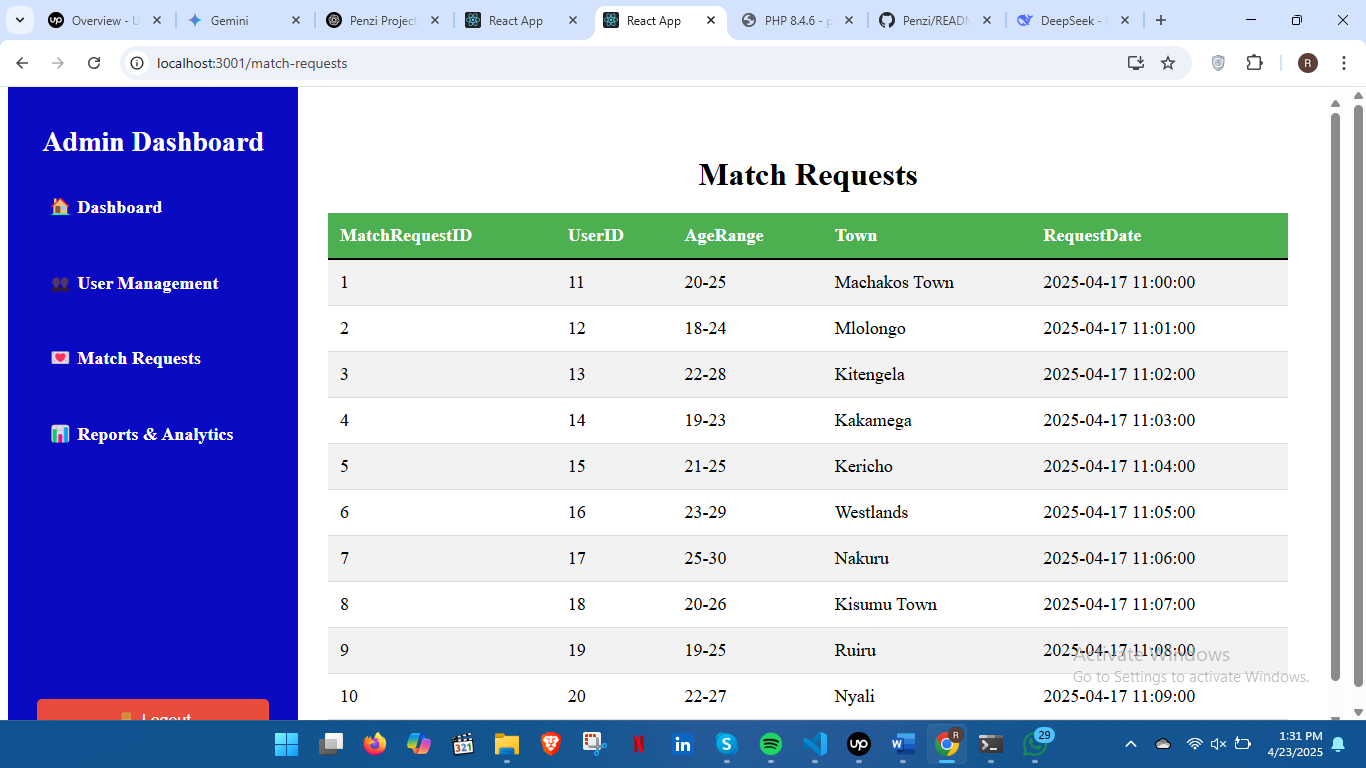 Overview - U
Gemini
Penzi Project
React App
React App
PHP 8.4.6 - p
Penzi/READM
DeepSeek -
localhost:3001/match-requests
R
Admin Dashboard
Dashboard
User Management
Match Requests
Reports & Analytics
Logout
Match Requests
MatchRequestID UserID AgeRange Town RequestDate
1 11 20-25 Machakos Town 2025-04-17 11:00:00
2 12 18-24 Mlolongo 2025-04-17 11:01:00
3 13 22-28 Kitengela 2025-04-17 11:02:00
4 14 19-23 Kakamega 2025-04-17 11:03:00
5 15 21-25 Kericho 2025-04-17 11:04:00
6 16 23-29 Westlands 2025-04-17 11:05:00
7 17 25-30 Nakuru 2025-04-17 11:06:00
8 18 20-26 Kisumu Town 2025-04-17 11:07:00
9 19 19-25 Ruiru 2025-04-17 11:08:00
10 20 22-27 Nyali 2025-04-17 11:09:00
Activate Windows
Go to Settings to activate Windows.
321
N
in
S
up
W
R
29
1:31 PM
4/23/2025